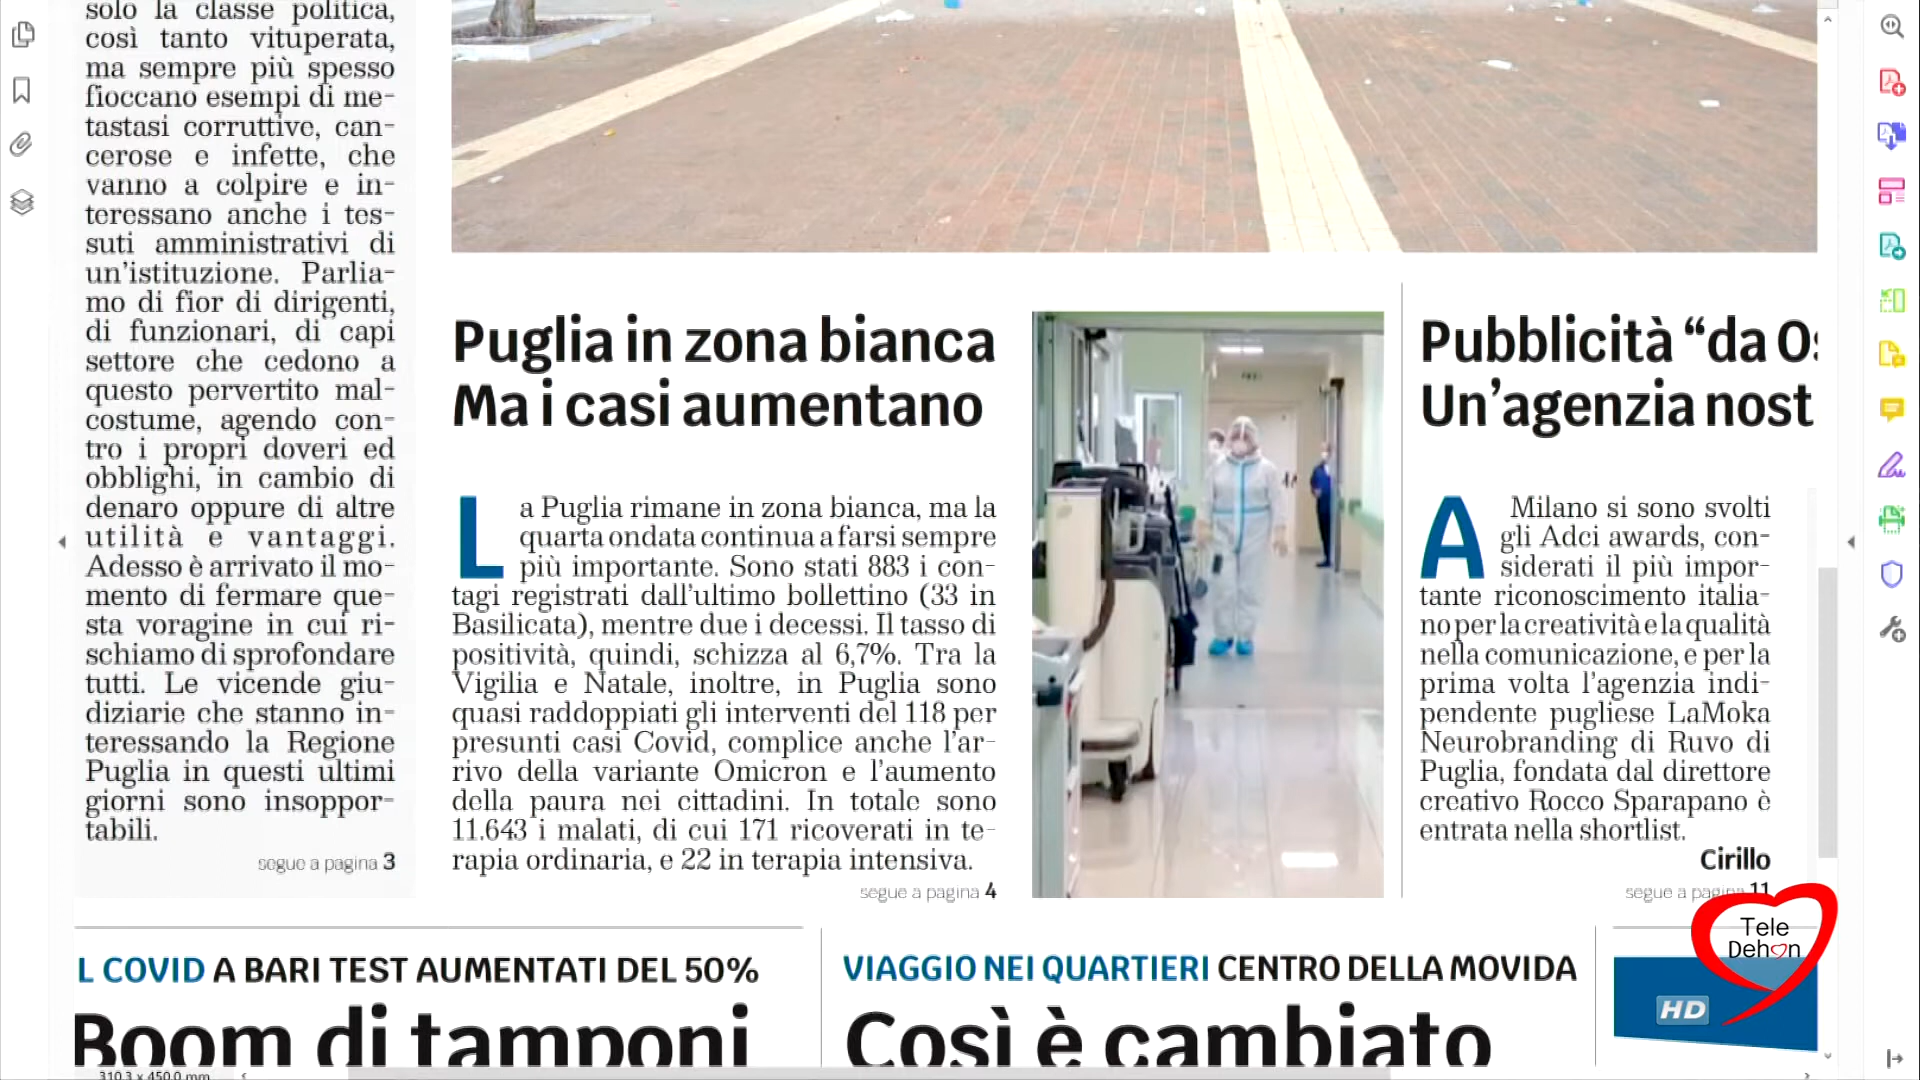 solo la classe politica,
così tanto vituperata,
ma sempre più spesso
fioccano esempi di me-
tastasi corruttive, can-
cerose e infette, che
vanno a colpire e in-
teressano anche i tes-
suti amministrativi di
un'istituzione. Parlia-
mo di fior di dirigenti,
di funzionari, di capi
settore che cedono a
questo pervertito mal-
costume, agendo con-
tro i propri doveri ed
obblighi, in cambio di
denaro oppure di altre
utilità e vantaggi.
Adesso è arrivato il mo-
mento di fermare que-
sta voragine in cui ri-
schiamo di sprofondare
tutti. Le vicende giu-
diziarie che stanno in-
teressando la Regione
Puglia in questi ultimi
giorni sono insoppor-
tabili.
segue a pagina 3
Puglia in zona bianca
Ma i casi aumentano
La Puglia rimane in zona bianca, ma la
quarta ondata continua a farsi sempre
più importante. Sono stati 883 i con-
tagi registrati dall'ultimo bollettino (33 in
Basilicata), mentre due i decessi. Il tasso di
positività, quindi, schizza al 6,7%. Tra la
Vigilia e Natale, inoltre, in Puglia sono
quasi raddoppiati gli interventi del 118 per
presunti casi Covid, complice anche l'ar-
rivo della variante Omicron e l'aumento
della paura nei cittadini. In totale sono
11.643 i malati, di cui 171 ricoverati in te-
rapia ordinaria, e 22 in terapia intensiva.
segue a pagina 4
Pubblicità “da Os
Un'agenzia nost
A Milano si sono svolti
gli Adci awards, con-
siderati il più impor-
tante riconoscimento italia-
no per la creatività e la qualità
nella comunicazione, e per la
prima volta l'agenzia indi-
pendente pugliese LaMoka
Neurobranding di Ruvo di
Puglia, fondata dal direttore
creativo Rocco Sparapano è
entrata nella shortlist.
Cirillo
segue a pagina 11
L COVID A BARI TEST AUMENTATI DEL 50%
Boom di tamponi
VIAGGIO NEI QUARTIERI CENTRO DELLA MOVIDA
Così è cambiato
Tele
Dehon
HD
310,3 x 450,0 mm